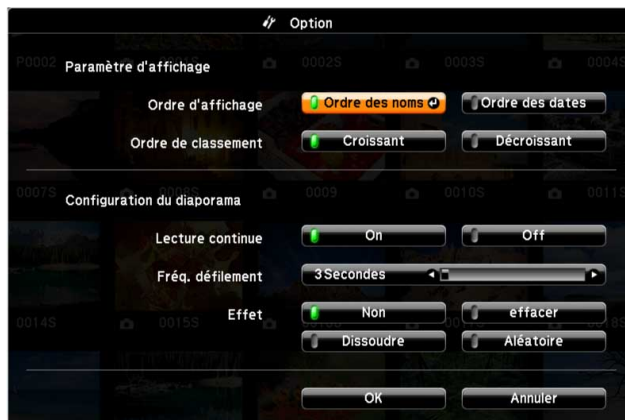 Option
P0002 0001S 0002S 0003S 0004S
Paramètre d'affichage
Ordre d'affichage Ordre des noms Ordre des dates
Ordre de classement Croissant Décroissant
0007S 0008S 0009 0010S 0011S
Configuration du diaporama
Lecture continue On Off
Fréq. défilement 3 Secondes
Effet Non effacer
0014S 0015S
Dissoudre Aléatoire
OK Annuler